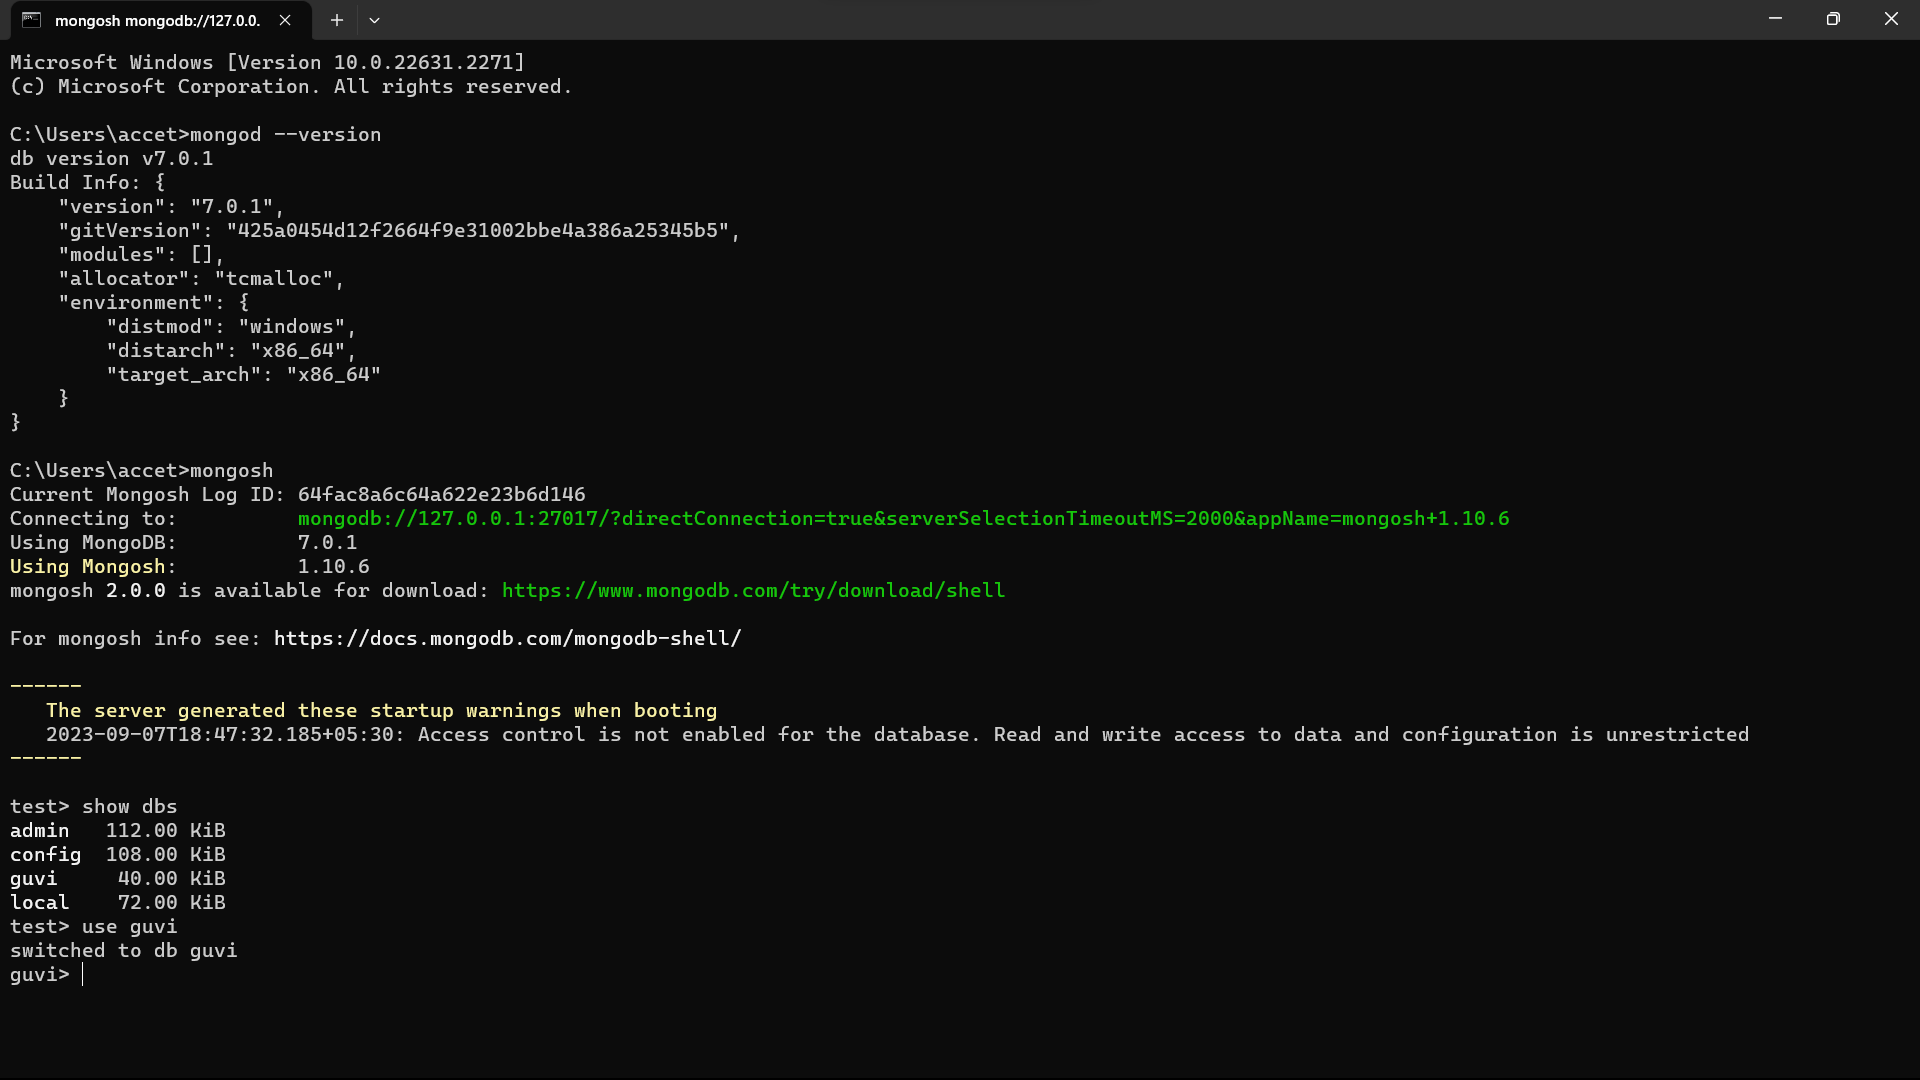 mongosh mongodb://127.0.0.
Microsoft Windows [Version 10.0.22631.2271]
(c) Microsoft Corporation. All rights reserved.
C:\Users\accet>mongod --version
db version v7.0.1
Build Info: {
    "version": "7.0.1",
    "gitVersion": "425a0454d12f2664f9e31002bbe4a386a25345b5",
    "modules": [],
    "allocator": "tcmalloc",
    "environment": {
        "distmod": "windows",
        "distarch": "x86_64",
        "target_arch": "x86_64"
    }
}
C:\Users\accet>mongosh
Current Mongosh Log ID: 64fac8a6c64a622e23b6d146
Connecting to:          mongodb://127.0.0.1:27017/?directConnection=true&serverSelectionTimeoutMS=2000&appName=mongosh+1.10.6
Using MongoDB:          7.0.1
Using Mongosh:          1.10.6
mongosh 2.0.0 is available for download: https://www.mongodb.com/try/download/shell
For mongosh info see: https://docs.mongodb.com/mongodb-shell/
------
   The server generated these startup warnings when booting
   2023-09-07T18:47:32.185+05:30: Access control is not enabled for the database. Read and write access to data and configuration is unrestricted
------
test> show dbs
admin   112.00 KiB
config  108.00 KiB
guvi     40.00 KiB
local    72.00 KiB
test> use guvi
switched to db guvi
guvi>